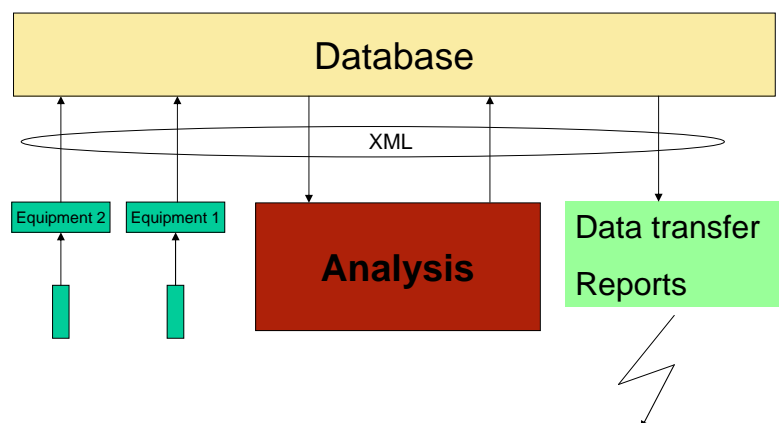 Database
XML
Equipment 2
Equipment 1
Analysis
Data transfer
Reports